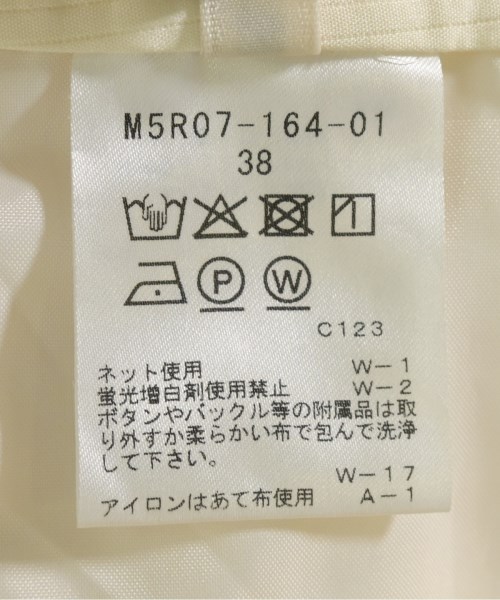 M5R07-164-01
38
P W
C123
ネット使用 W-1
蛍光増白剤使用禁止 W-2
ボタンやバックル等の附属品は取
り外すか柔らかい布で包んで洗浄
して下さい。
W-17
アイロンはあて布使用 A-1